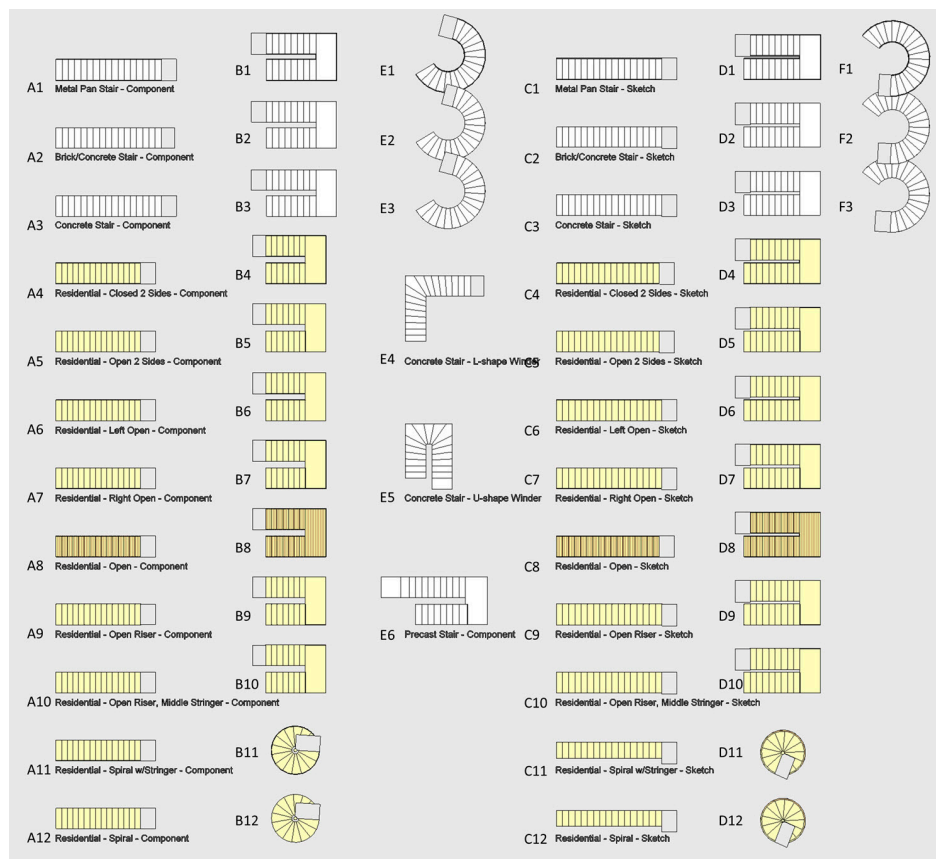 B1
E1
D1
F1
A1 Metal Pan Stair - Component
C1 Metal Pan Stair - Sketch
B2
E2
D2
F2
A2 Brick/Concrete Stair - Component
C2 Brick/Concrete Stair - Sketch
B3
E3
D3
F3
A3 Concrete Stair - Component
C3 Concrete Stair - Sketch
B4
D4
A4 Residential - Closed 2 Sides - Component
C4 Residential - Closed 2 Sides - Sketch
B5
D5
A5 Residential - Open 2 Sides - Component
E4 Concrete Stair - L-shape Winder
C5 Residential - Open 2 Sides - Sketch
B6
D6
A6 Residential - Left Open - Component
C6 Residential - Left Open - Sketch
B7
D7
A7 Residential - Right Open - Component
E5 Concrete Stair - U-shape Winder
C7 Residential - Right Open - Sketch
B8
D8
A8 Residential - Open - Component
C8 Residential - Open - Sketch
B9
D9
A9 Residential - Open Riser - Component
E6 Precast Stair - Component
C9 Residential - Open Riser - Sketch
B10
D10
A10 Residential - Open Riser, Middle Stringer - Component
C10 Residential - Open Riser, Middle Stringer - Sketch
B11
D11
A11 Residential - Spiral w/Stringer - Component
C11 Residential - Spiral w/Stringer - Sketch
B12
D12
A12 Residential - Spiral - Component
C12 Residential - Spiral - Sketch